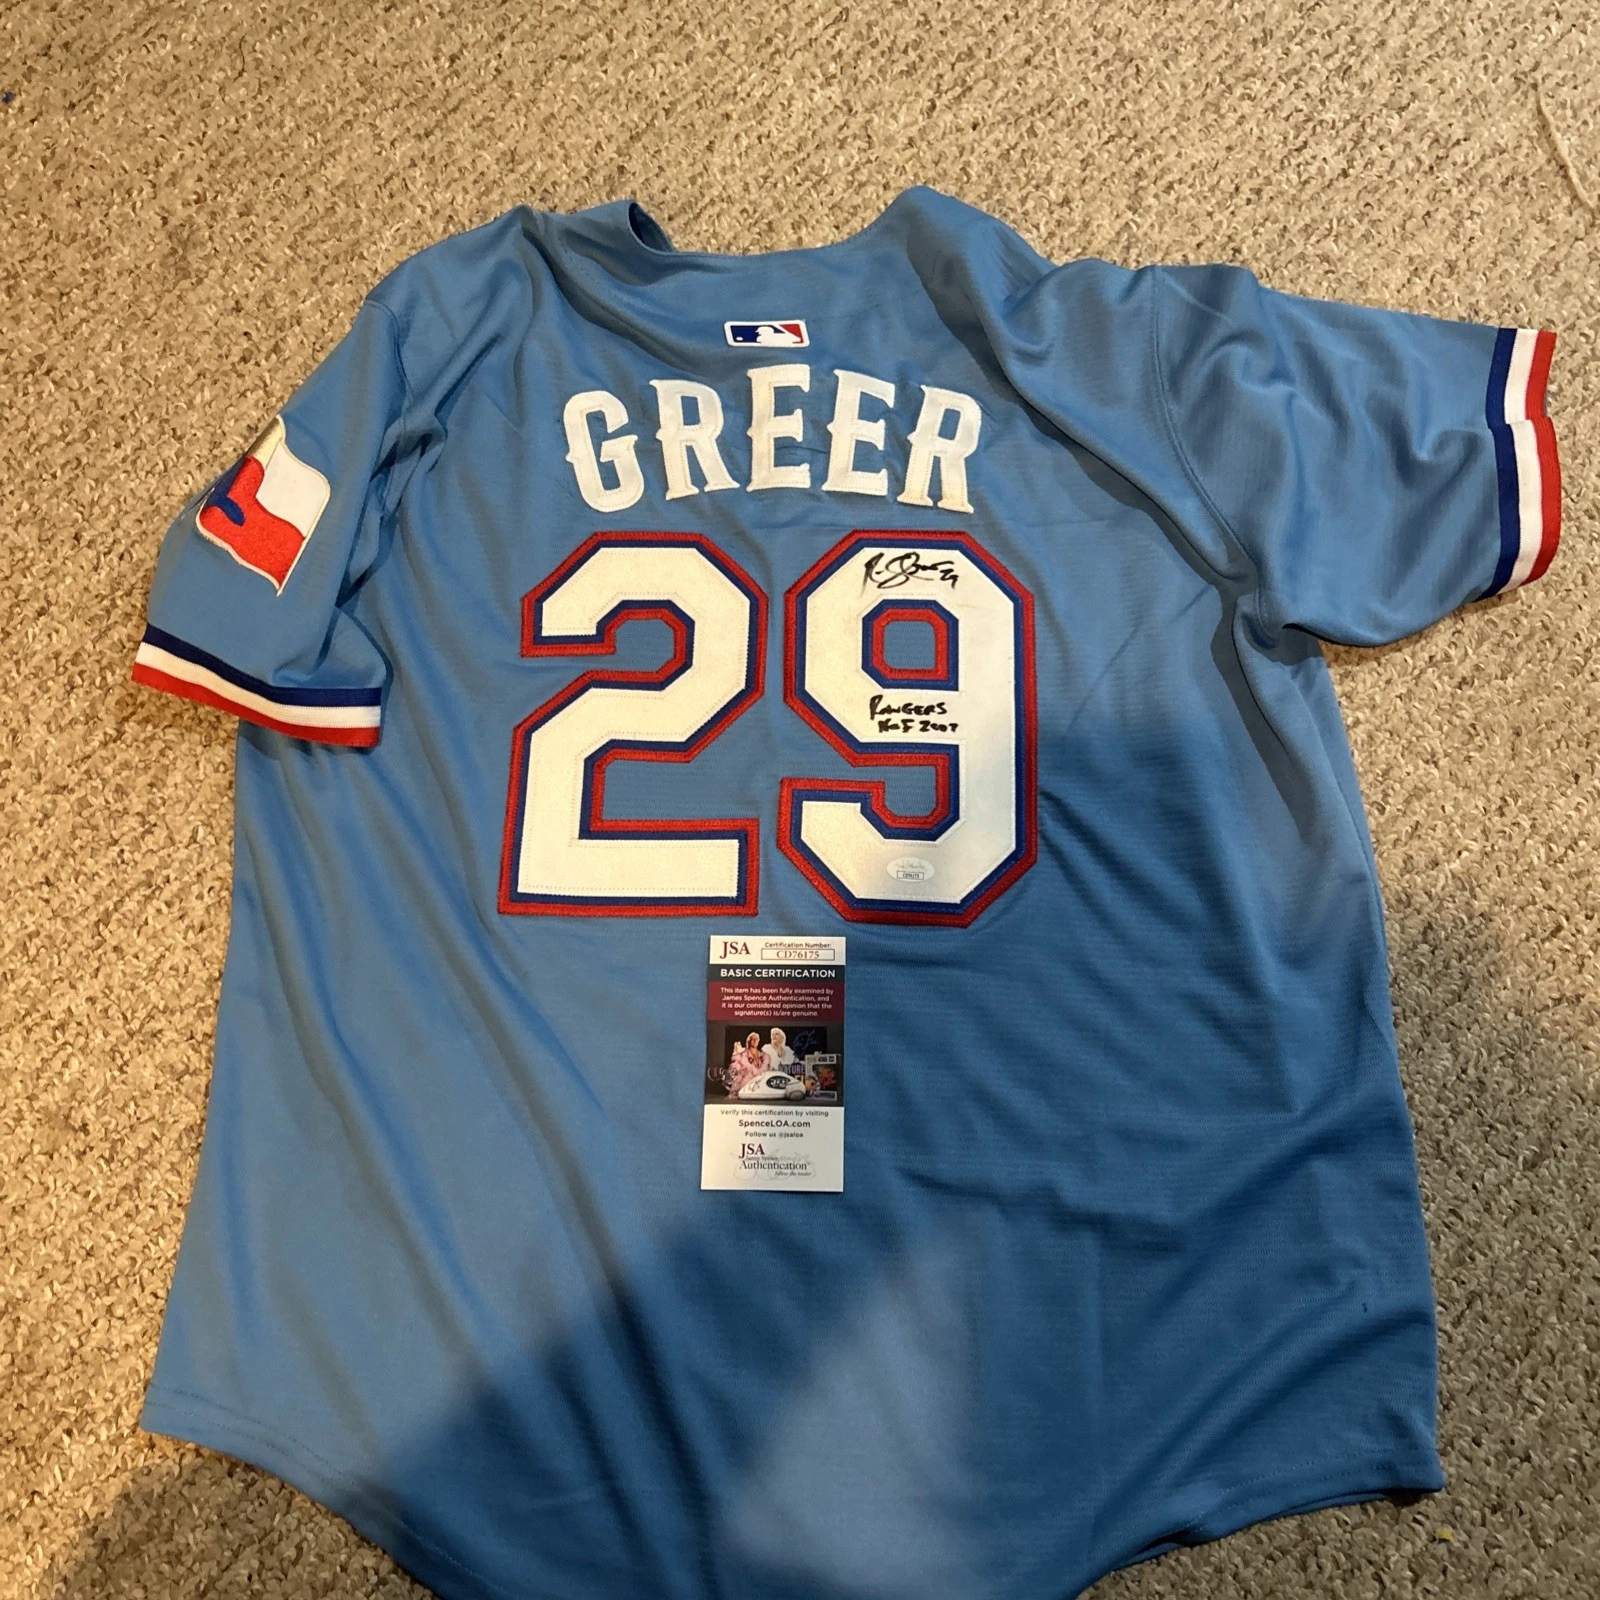 GREER
29
RANGERS
HOF 2007
JSA
Certification Number:
CD76175
BASIC CERTIFICATION
This item has been fully examined by
James Spence Authentication, and
it is our considered opinion that the
signature(s) is/are genuine.
Verify this certification by visiting
SpenceLOA.com
Follow us @jsaloa
JSA
James Spence
Authentication